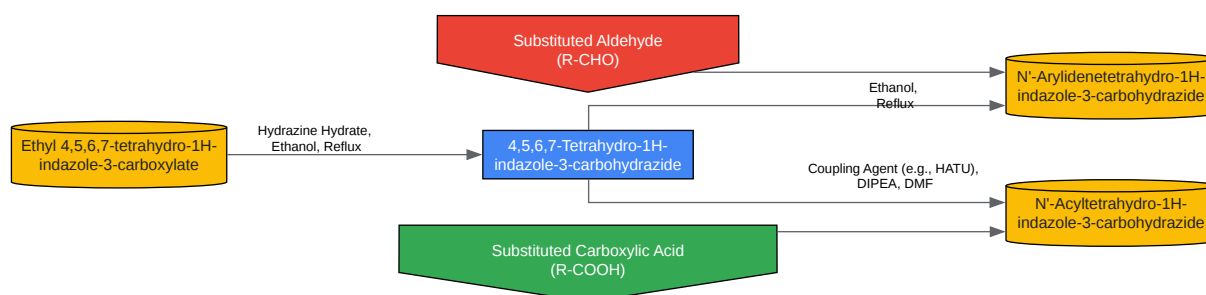 Substituted Aldehyde
(R-CHO)
N'-Arylidenetetrahydro-1H-
indazole-3-carbohydrazide
Ethanol,
Reflux
Hydrazine Hydrate,
Ethanol, Reflux
Ethyl 4,5,6,7-tetrahydro-1H-
indazole-3-carboxylate
4,5,6,7-Tetrahydro-1H-
indazole-3-carbohydrazide
Coupling Agent (e.g., HATU),
DIPEA, DMF
N'-Acyltetrahydro-1H-
indazole-3-carbohydrazide
Substituted Carboxylic Acid
(R-COOH)